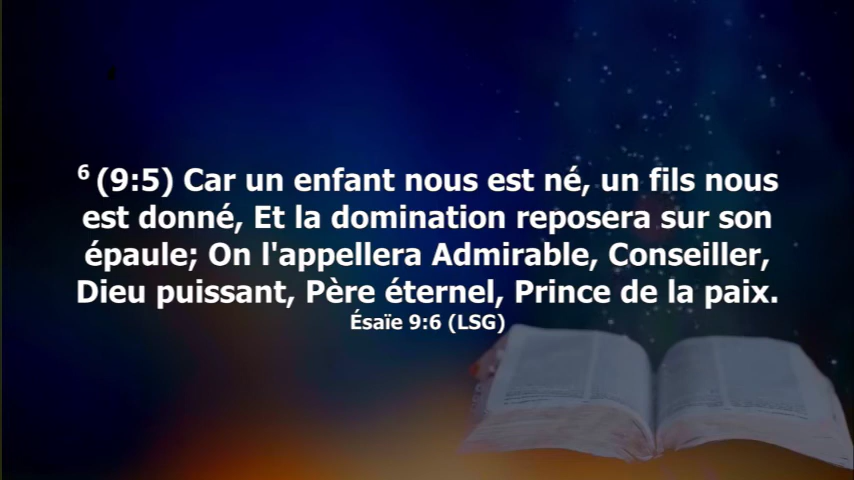 6 (9:5) Car un enfant nous est né, un fils nous
est donné, Et la domination reposera sur son
épaule; On l'appellera Admirable, Conseiller,
Dieu puissant, Père éternel, Prince de la paix.
Ésaïe 9:6 (LSG)